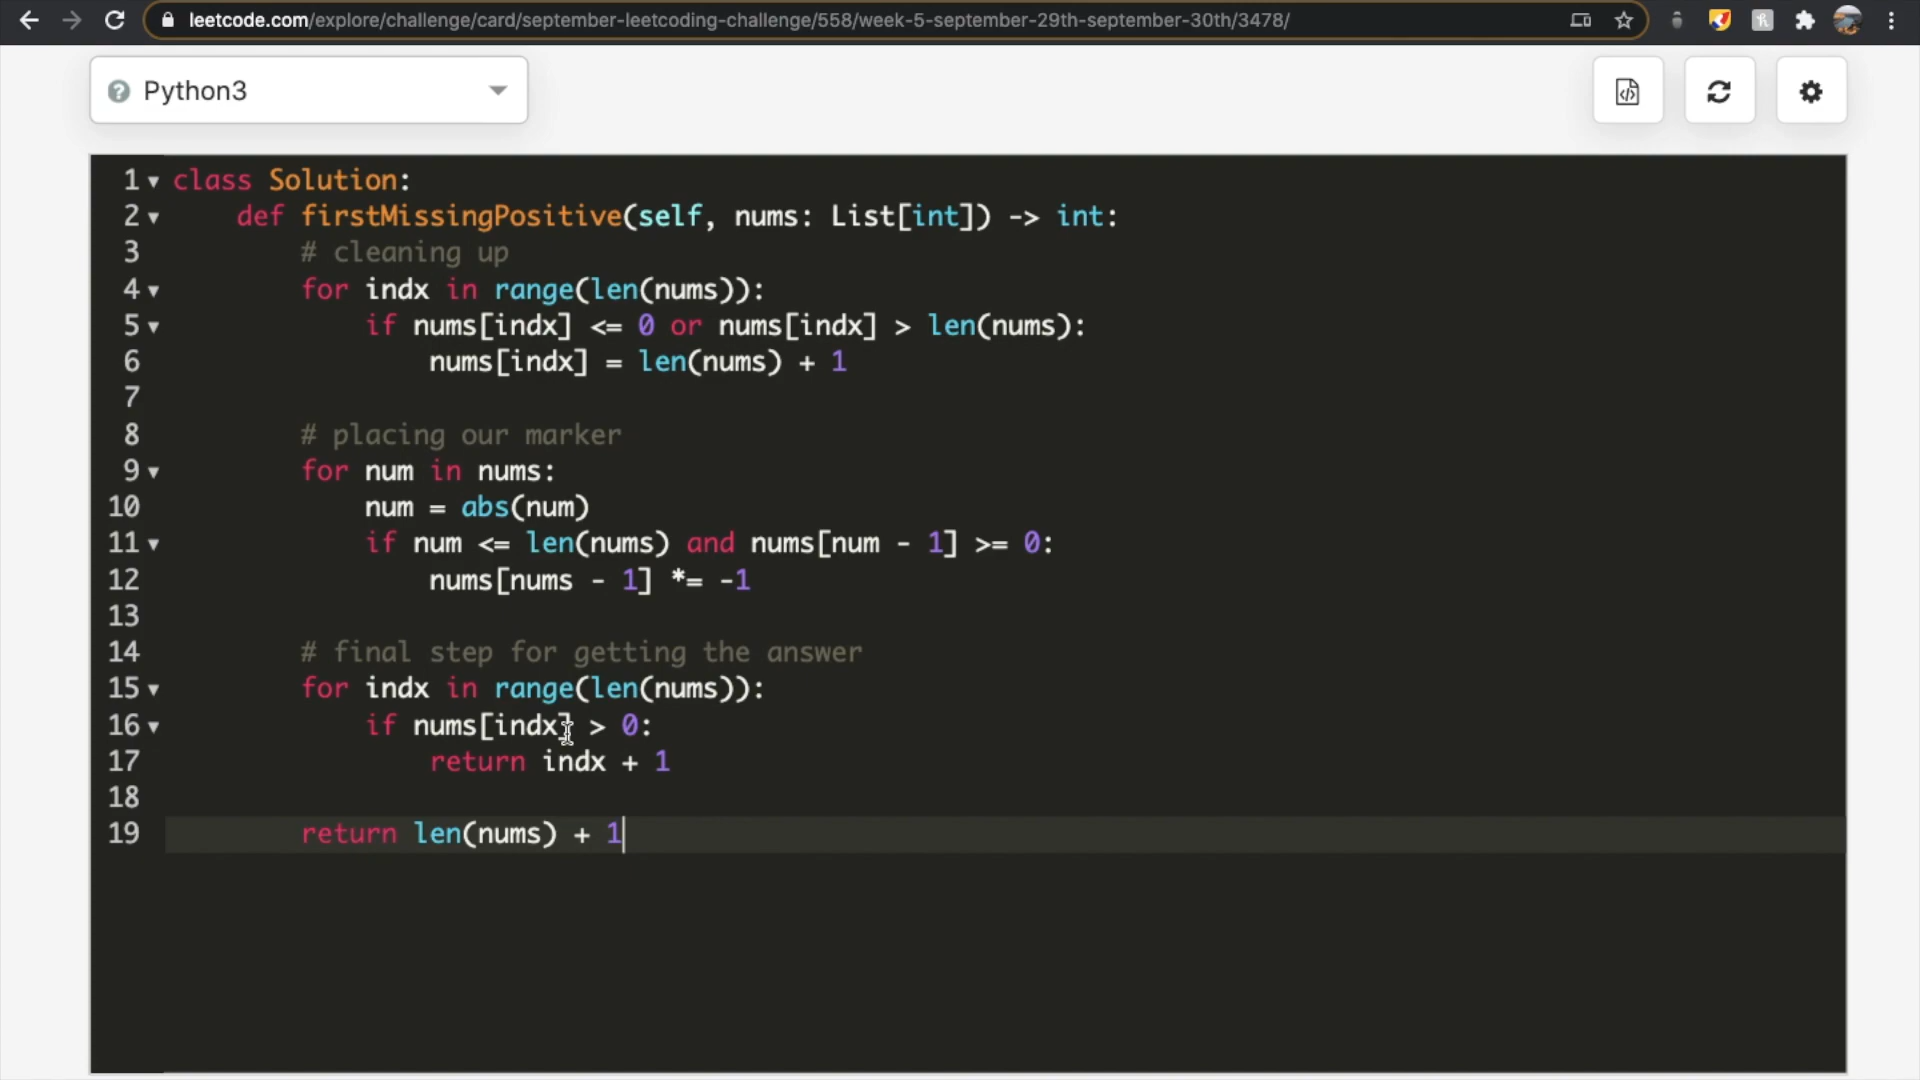 leetcode.com/explore/challenge/card/september-leetcoding-challenge/558/week-5-september-29th-september-30th/3478/
Python3
1 class Solution:
2     def firstMissingPositive(self, nums: List[int]) -> int:
3         # cleaning up
4         for indx in range(len(nums)):
5             if nums[indx] <= 0 or nums[indx] > len(nums):
6                 nums[indx] = len(nums) + 1
7
8         # placing our marker
9         for num in nums:
10             num = abs(num)
11             if num <= len(nums) and nums[num - 1] >= 0:
12                 nums[nums - 1] *= -1
13
14         # final step for getting the answer
15         for indx in range(len(nums)):
16             if nums[indx] > 0:
17                 return indx + 1
18
19         return len(nums) + 1